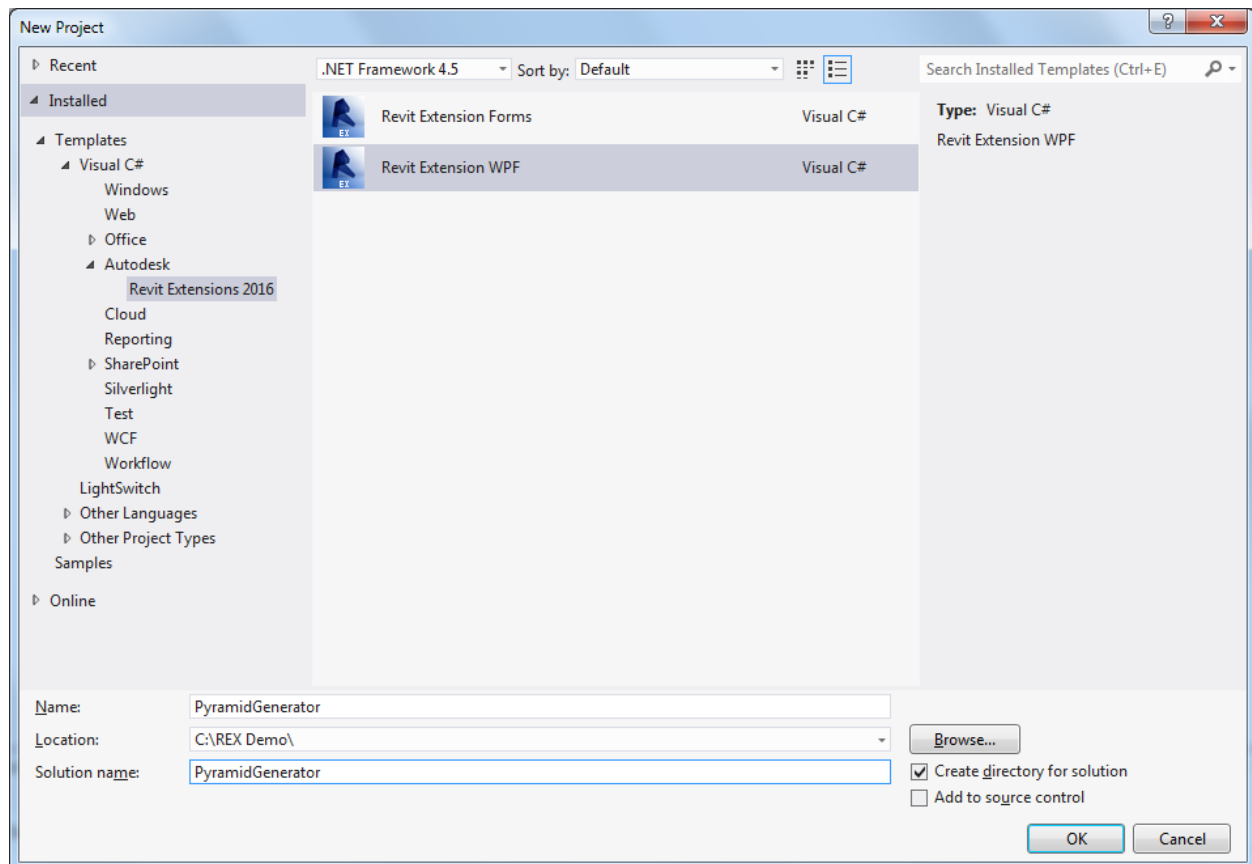 New Project
Recent
Installed
Templates
Visual C#
Windows
Web
Office
Autodesk
Revit Extensions 2016
Cloud
Reporting
SharePoint
Silverlight
Test
WCF
Workflow
LightSwitch
Other Languages
Other Project Types
Samples
Online
.NET Framework 4.5 Sort by: Default
EX Revit Extension Forms Visual C#
EX Revit Extension WPF Visual C#
Search Installed Templates (Ctrl+E)
Type: Visual C#
Revit Extension WPF
Name: PyramidGenerator
Location: C:\REX Demo\ Browse...
Solution name: PyramidGenerator
Create directory for solution
Add to source control
OK Cancel